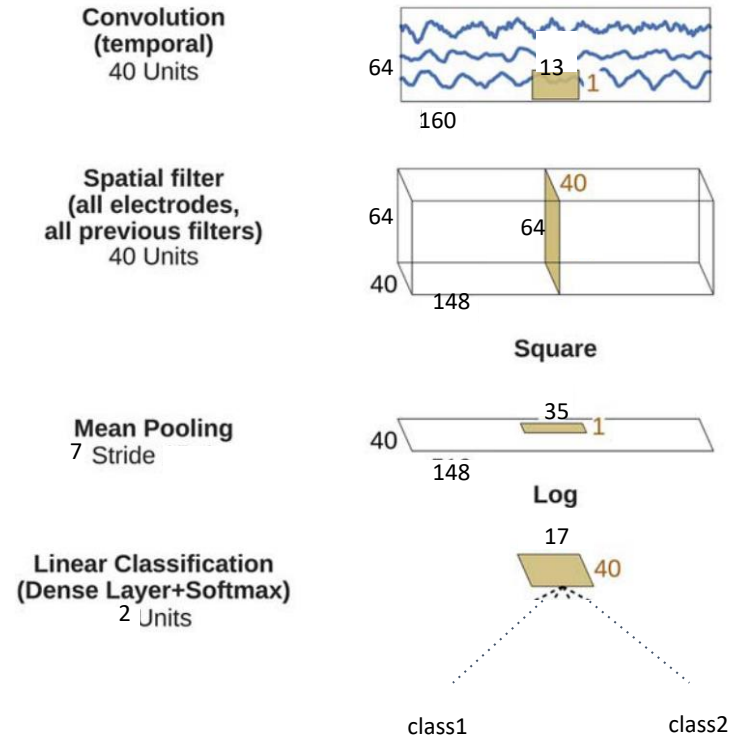 Convolution
(temporal)
40 Units
64
13
1
160
Spatial filter
(all electrodes,
all previous filters)
40 Units
40
64
64
40
148
Square
Mean Pooling
7 Stride
35
1
40
148
Log
Linear Classification
(Dense Layer+Softmax)
2 Units
17
40
class1
class2